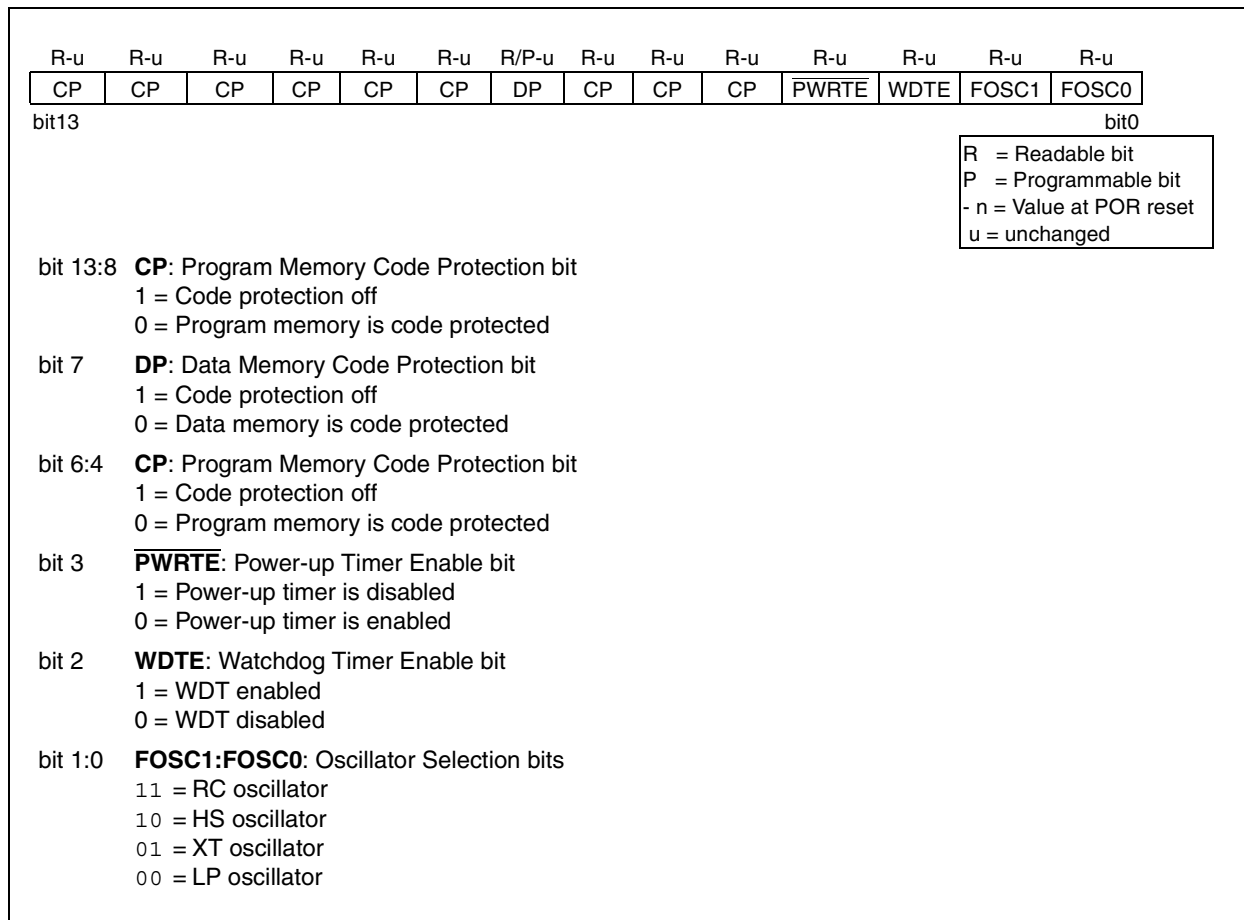 R-u R-u R-u R-u R-u R-u R/P-u R-u R-u R-u R-u R-u R-u R-u
CP CP CP CP CP CP DP CP CP CP PWRTE WDTE FOSC1 FOSC0
bit13 bit0
R = Readable bit
P = Programmable bit
- n = Value at POR reset
u = unchanged
bit 13:8 CP: Program Memory Code Protection bit
1 = Code protection off
0 = Program memory is code protected
bit 7 DP: Data Memory Code Protection bit
1 = Code protection off
0 = Data memory is code protected
bit 6:4 CP: Program Memory Code Protection bit
1 = Code protection off
0 = Program memory is code protected
bit 3 PWRTE: Power-up Timer Enable bit
1 = Power-up timer is disabled
0 = Power-up timer is enabled
bit 2 WDTE: Watchdog Timer Enable bit
1 = WDT enabled
0 = WDT disabled
bit 1:0 FOSC1:FOSC0: Oscillator Selection bits
11 = RC oscillator
10 = HS oscillator
01 = XT oscillator
00 = LP oscillator